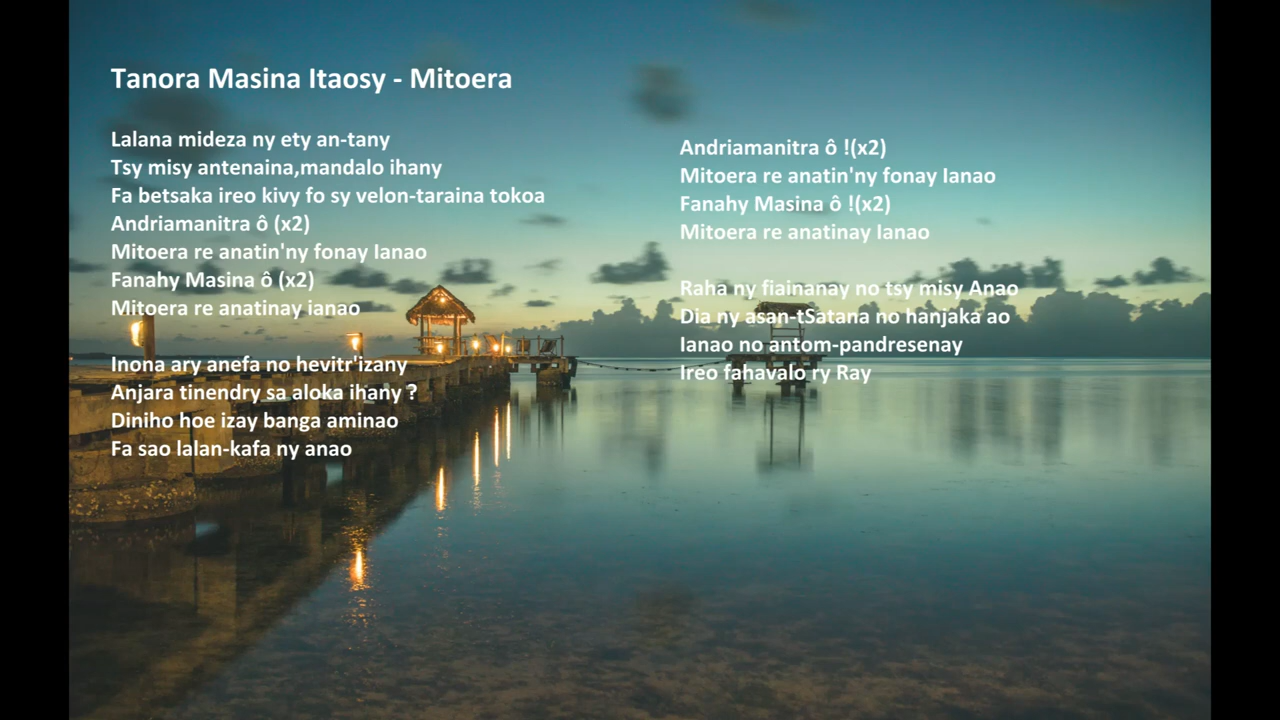 Tanora Masina Itaosy - Mitoera
Lalana mideza ny ety an-tany
Tsy misy antenaina,mandalo ihany
Fa betsaka ireo kivy fo sy velon-taraina tokoa
Andriamanitra ô (x2)
Mitoera re anatin'ny fonay Ianao
Fanahy Masina ô (x2)
Mitoera re anatinay ianao
Inona ary anefa no hevitr'izany
Anjara tinendry sa aloka ihany ?
Diniho hoe izay banga aminao
Fa sao lalan-kafa ny anao
Andriamanitra ô !(x2)
Mitoera re anatin'ny fonay Ianao
Fanahy Masina ô !(x2)
Mitoera re anatinay Ianao
Raha ny fiainanay no tsy misy Anao
Dia ny asan-tSatana no hanjaka ao
Ianao no antom-pandresenay
Ireo fahavalo ry Ray